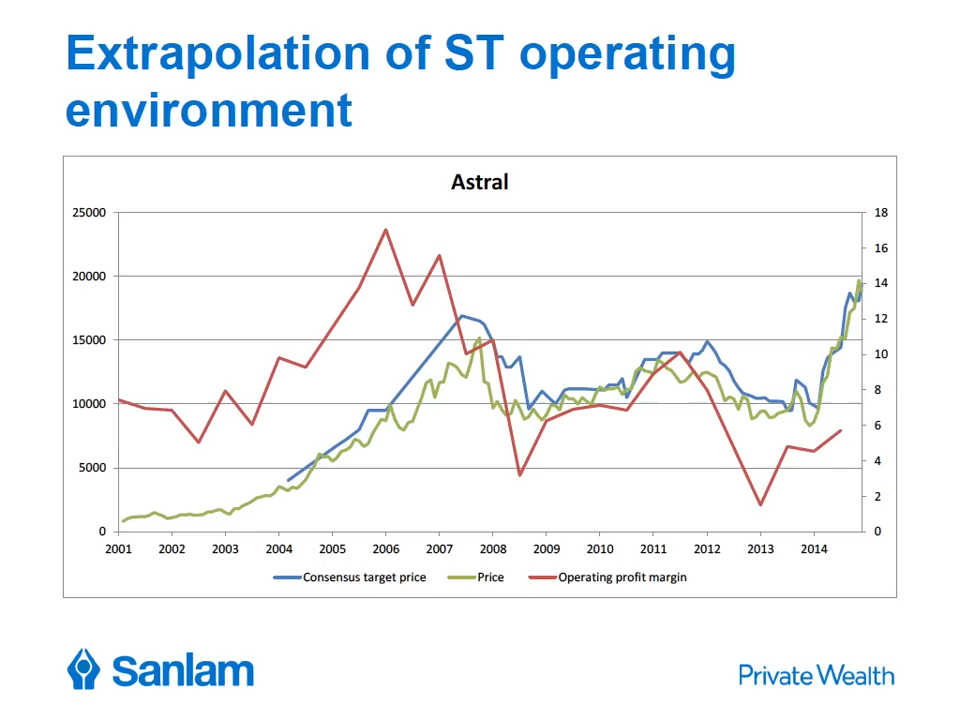 Extrapolation of ST operating
environment
Astral
25000
20000
15000
10000
5000
0
18
16
14
12
10
8
6
4
2
0
2001 2002 2003 2004 2005 2006 2007 2008 2009 2010 2011 2012 2013 2014
Consensus target price Price Operating profit margin
Sanlam
Private Wealth